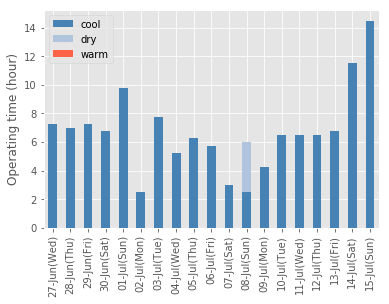 cool
dry
warm
Operating time (hour)
14
12
10
8
6
4
2
0
27-Jun(Wed)
28-Jun(Thu)
29-Jun(Fri)
30-Jun(Sat)
01-Jul(Sun)
02-Jul(Mon)
03-Jul(Tue)
04-Jul(Wed)
05-Jul(Thu)
06-Jul(Fri)
07-Jul(Sat)
08-Jul(Sun)
09-Jul(Mon)
10-Jul(Tue)
11-Jul(Wed)
12-Jul(Thu)
13-Jul(Fri)
14-Jul(Sat)
15-Jul(Sun)